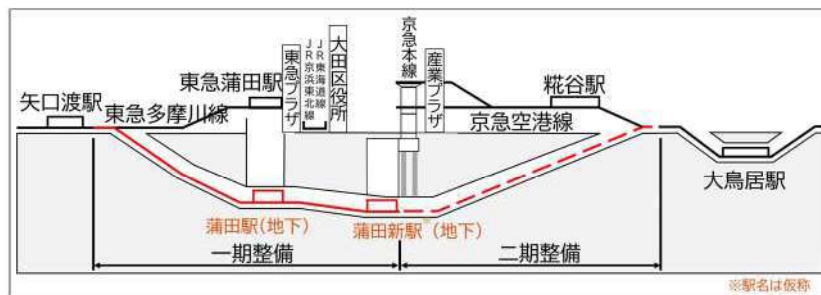 矢口渡駅
東急多摩川線
東急蒲田駅
東急プラザ
JR京浜東北線
JR東海道線
大田区役所
京急本線
産業プラザ
京急空港線
糀谷駅
大鳥居駅
蒲田駅(地下)
蒲田新駅(地下)
一期整備
二期整備
※駅名は仮称